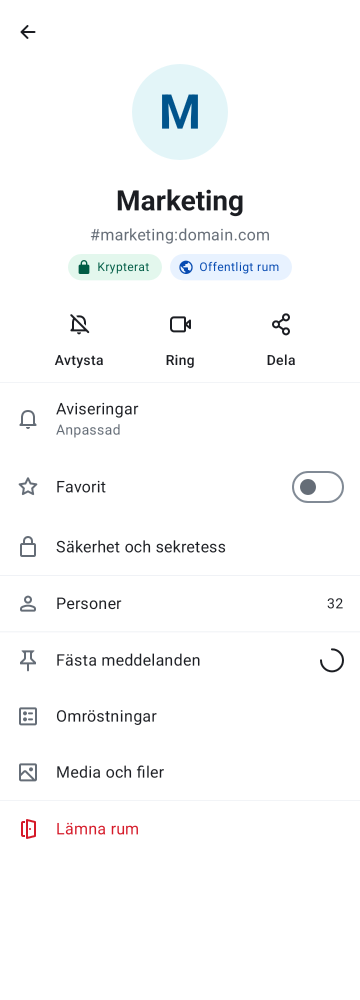 M
Marketing
#marketing:domain.com
Krypterat
Offentligt rum
Avtysta
Ring
Dela
Aviseringar
Anpassad
Favorit
Säkerhet och sekretess
Personer
32
Fästa meddelanden
Omröstningar
Media och filer
Lämna rum